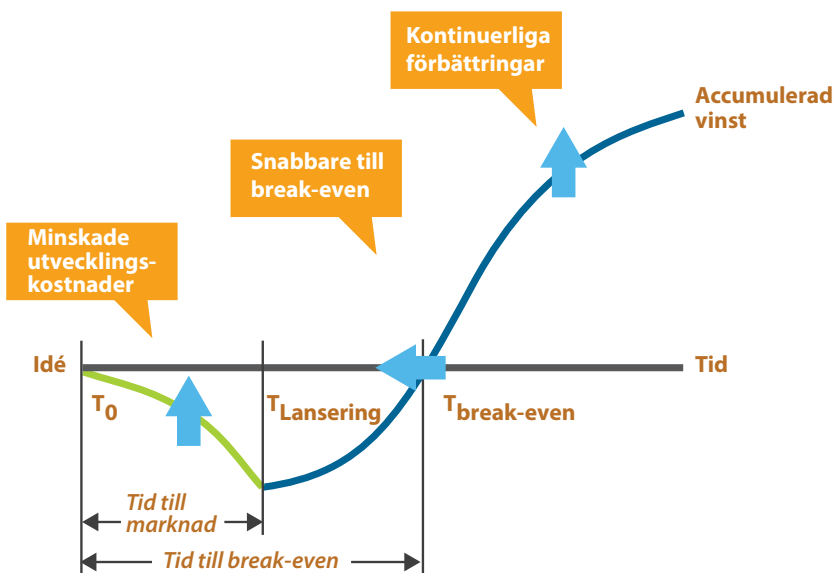 Kontinuerliga
förbättringar
Accumulerad
vinst
Snabbare till
break-even
Minskade
utvecklings-
kostnader
Idé
Tid
T0
TLansering
Tbreak-even
Tid till
marknad
Tid till break-even